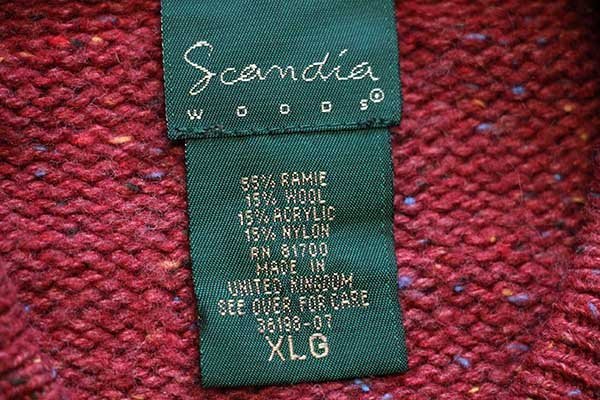 Scandia
WOODS®
55% RAMIE
15% WOOL
15% ACRYLIC
15% NYLON
RN 81700
MADE IN
UNITED KINGDOM
SEE OVER FOR CARE
36198-07
XLG